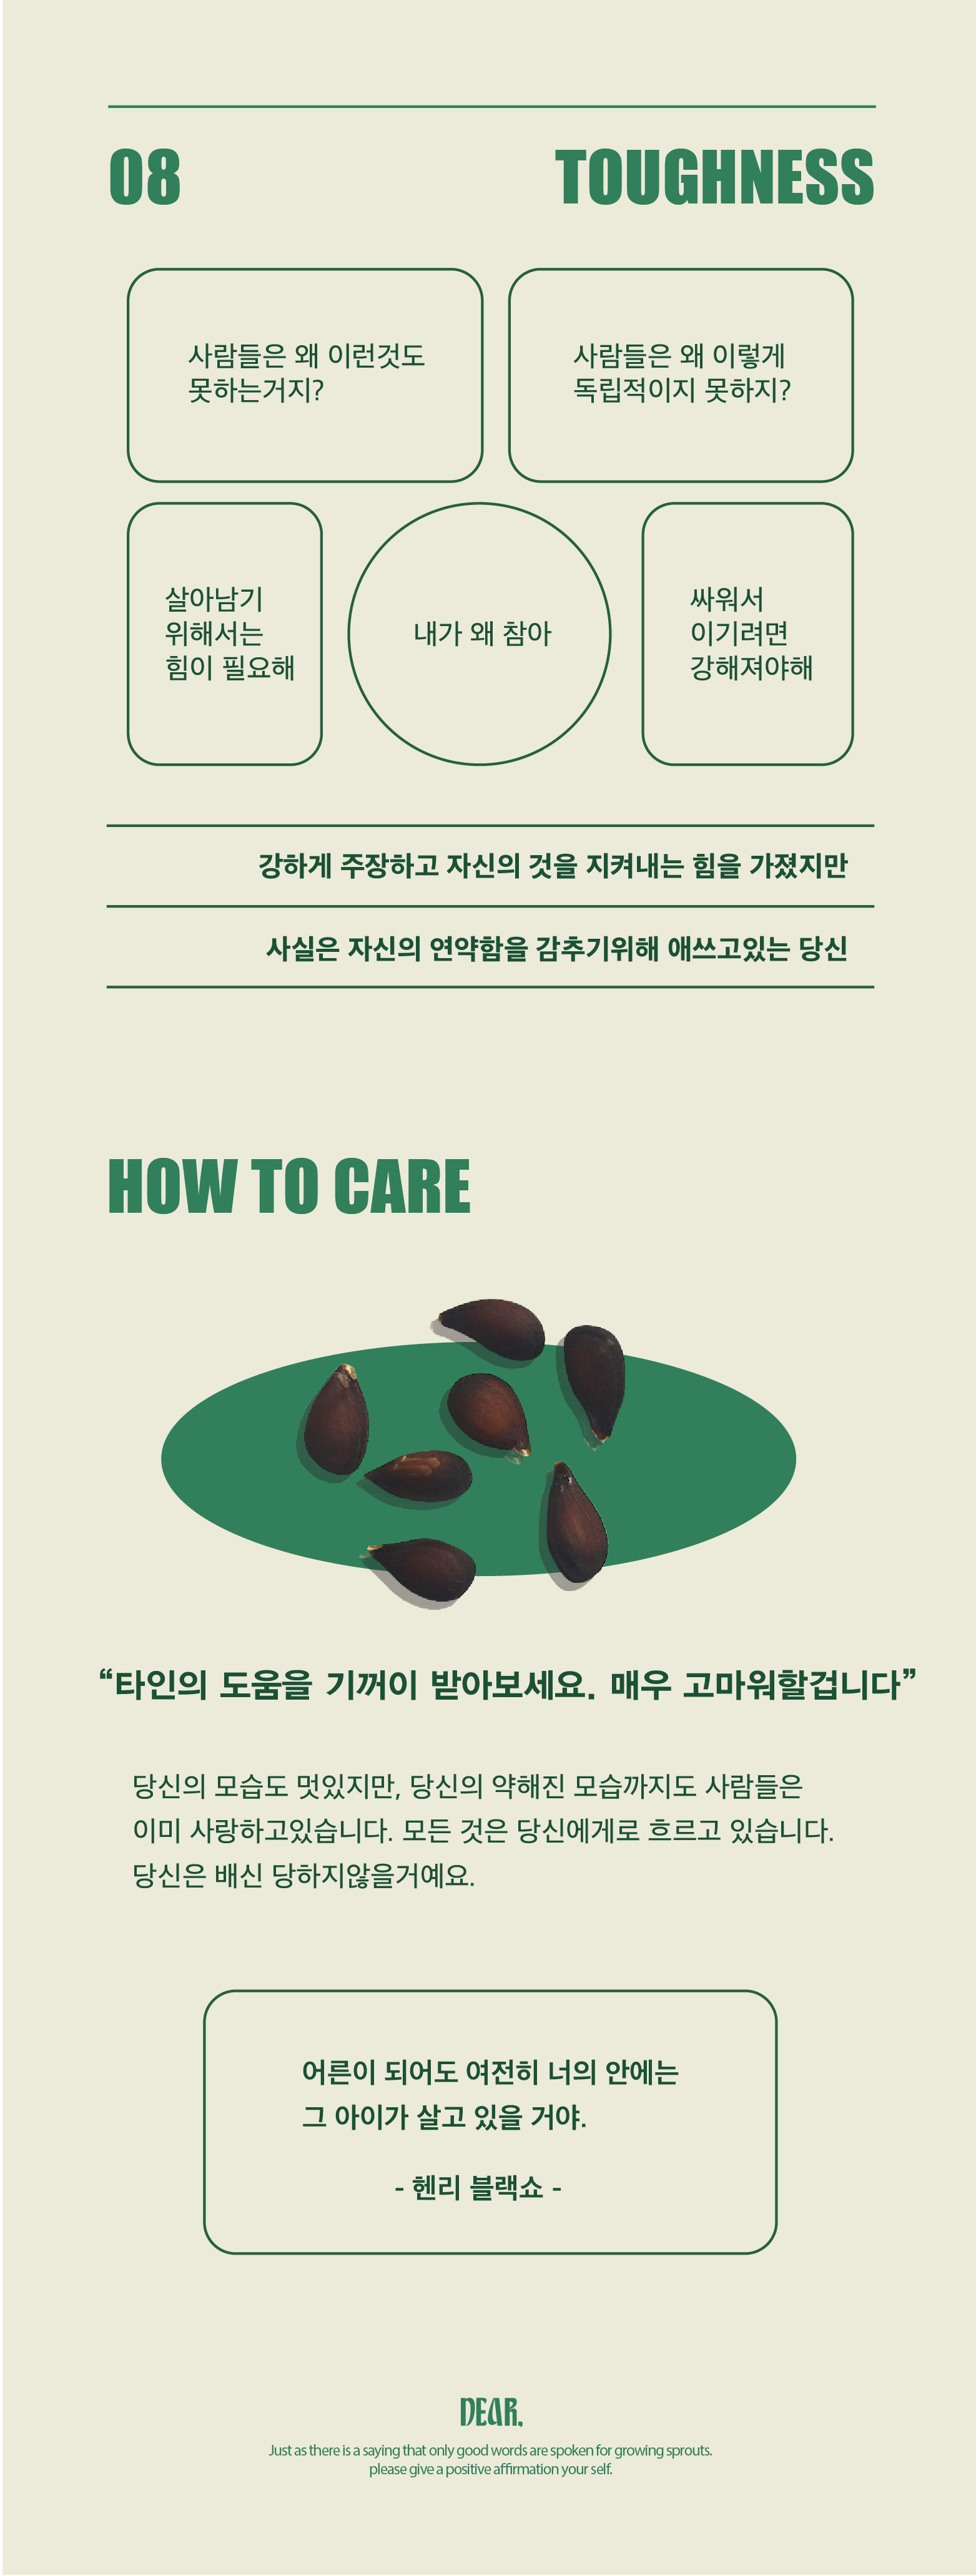 08
TOUGHNESS
사람들은 왜 이런것도
못하는거지?
사람들은 왜 이렇게
독립적이지 못하지?
살아남기
위해서는
힘이 필요해
내가 왜 참아
싸워서
이기려면
강해져야해
강하게 주장하고 자신의 것을 지켜내는 힘을 가졌지만
사실은 자신의 연약함을 감추기위해 애쓰고있는 당신
HOW TO CARE
“타인의 도움을 기꺼이 받아보세요. 매우 고마워할겁니다”
당신의 모습도 멋있지만, 당신의 약해진 모습까지도 사람들은
이미 사랑하고있습니다. 모든 것은 당신에게로 흐르고 있습니다.
당신은 배신 당하지않을거예요.
어른이 되어도 여전히 너의 안에는
그 아이가 살고 있을 거야.
- 헨리 블랙쇼 -
DEAR,
Just as there is a saying that only good words are spoken for growing sprouts.
please give a positive affirmation your self.